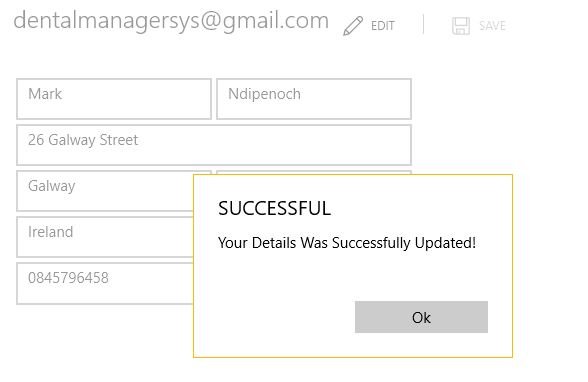 dentalmanagersys@gmail.com EDIT SAVE
Mark Ndipenoch
26 Galway Street
Galway
Ireland
0845796458
SUCCESSFUL
Your Details Was Successfully Updated!
Ok